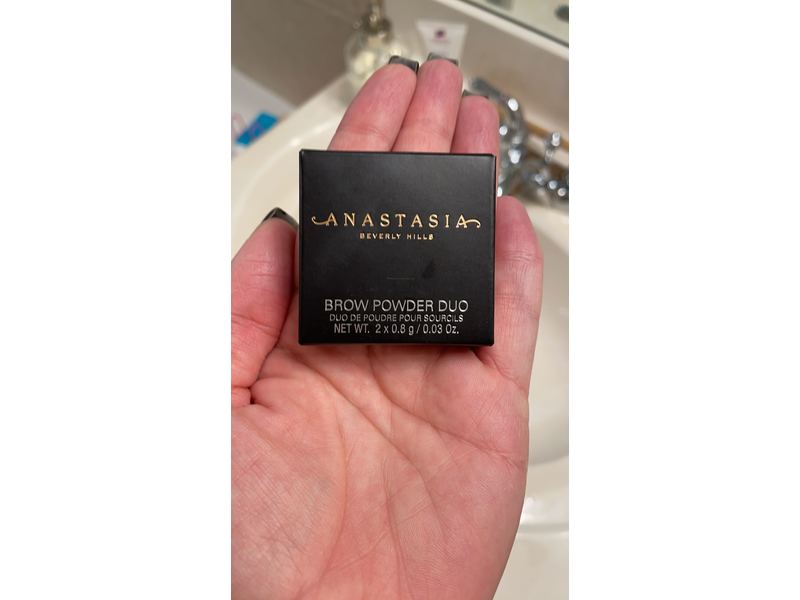 ANASTASIA
BEVERLY HILLS
BROW POWDER DUO
DUO DE POUDRE POUR SOURCILS
NET WT. 2 x 0.8 g / 0.03 Oz.